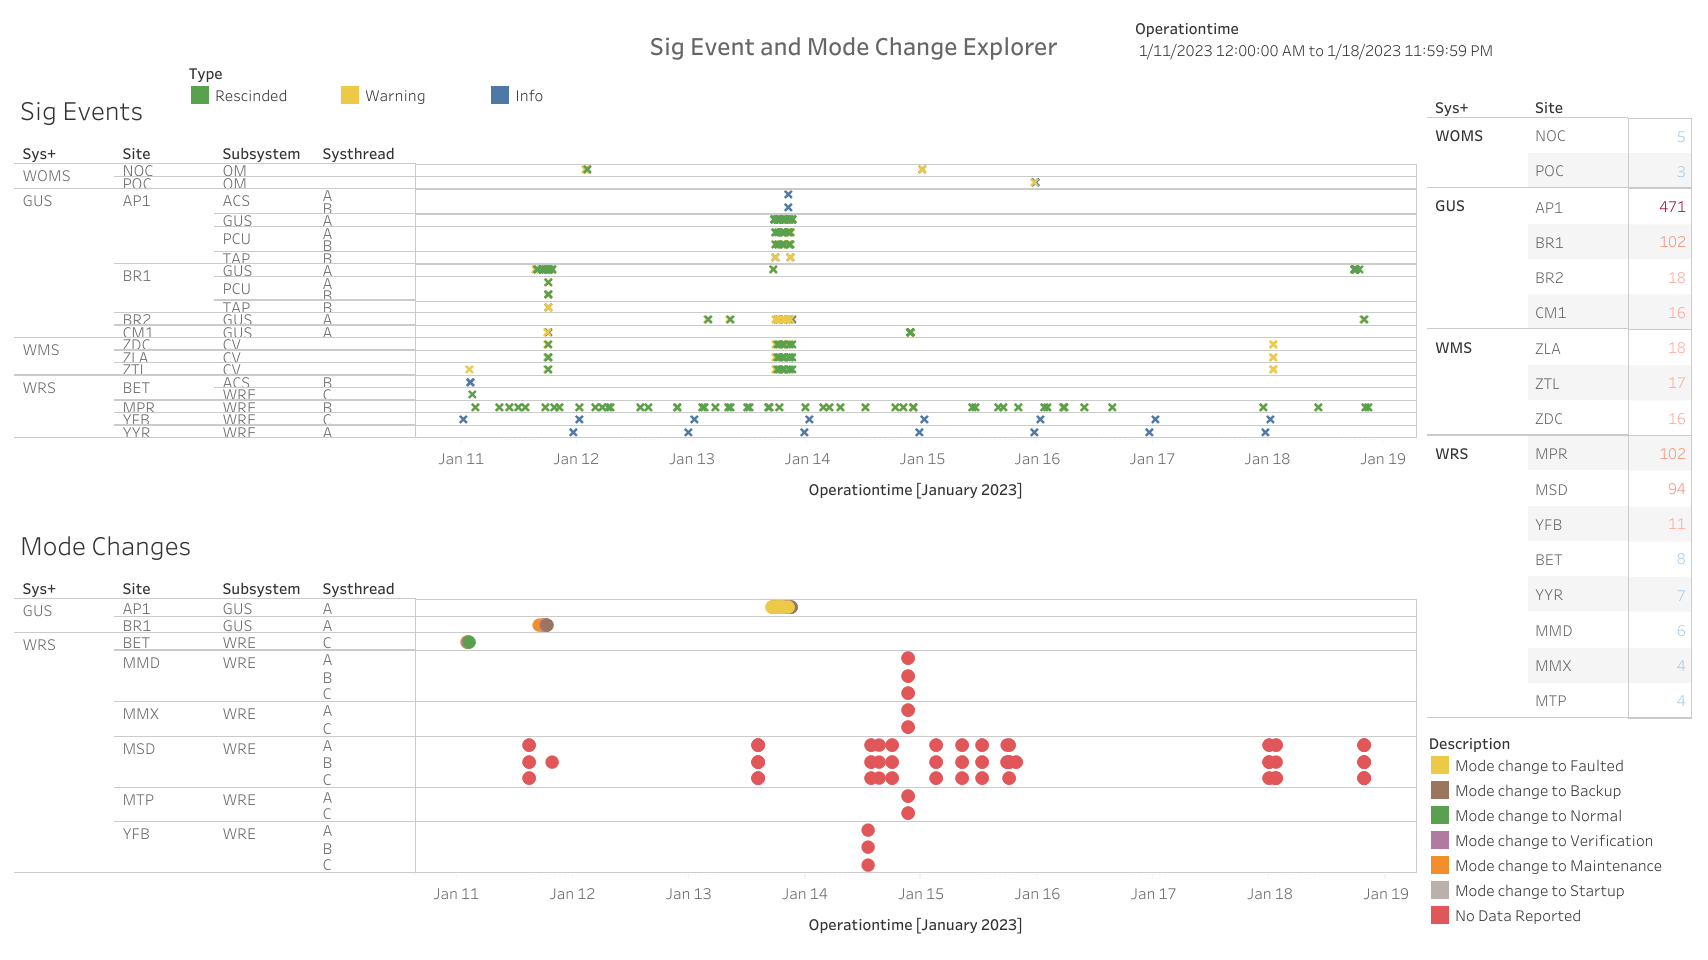 Sig Event and Mode Change Explorer
Operationtime
1/11/2023 12:00:00 AM to 1/18/2023 11:59:59 PM
Type
Rescinded Warning Info
Sig Events
Sys+ Site Subsystem Systhread
WOMS NOC OM
POC OM
GUS AP1 ACS A
B
GUS A
PCU A
B
TAP B
BR1 GUS A
PCU A
B
TAP B
BR2 GUS A
CM1 GUS A
WMS ZDC CV
ZLA CV
ZTL CV
WRS BET ACS B
WRE C
MPR WRE B
YFB WRE C
YYR WRE A
Jan 11 Jan 12 Jan 13 Jan 14 Jan 15 Jan 16 Jan 17 Jan 18 Jan 19
Operationtime [January 2023]
Mode Changes
Sys+ Site Subsystem Systhread
GUS AP1 GUS A
BR1 GUS A
WRS BET WRE C
MMD WRE A
B
C
MMX WRE A
C
MSD WRE A
B
C
MTP WRE A
C
YFB WRE A
B
C
Jan 11 Jan 12 Jan 13 Jan 14 Jan 15 Jan 16 Jan 17 Jan 18 Jan 19
Operationtime [January 2023]
Sys+ Site
WOMS NOC 5
POC 3
GUS AP1 471
BR1 102
BR2 18
CM1 16
WMS ZLA 18
ZTL 17
ZDC 16
WRS MPR 102
MSD 94
YFB 11
BET 8
YYR 7
MMD 6
MMX 4
MTP 4
Description
Mode change to Faulted
Mode change to Backup
Mode change to Normal
Mode change to Verification
Mode change to Maintenance
Mode change to Startup
No Data Reported